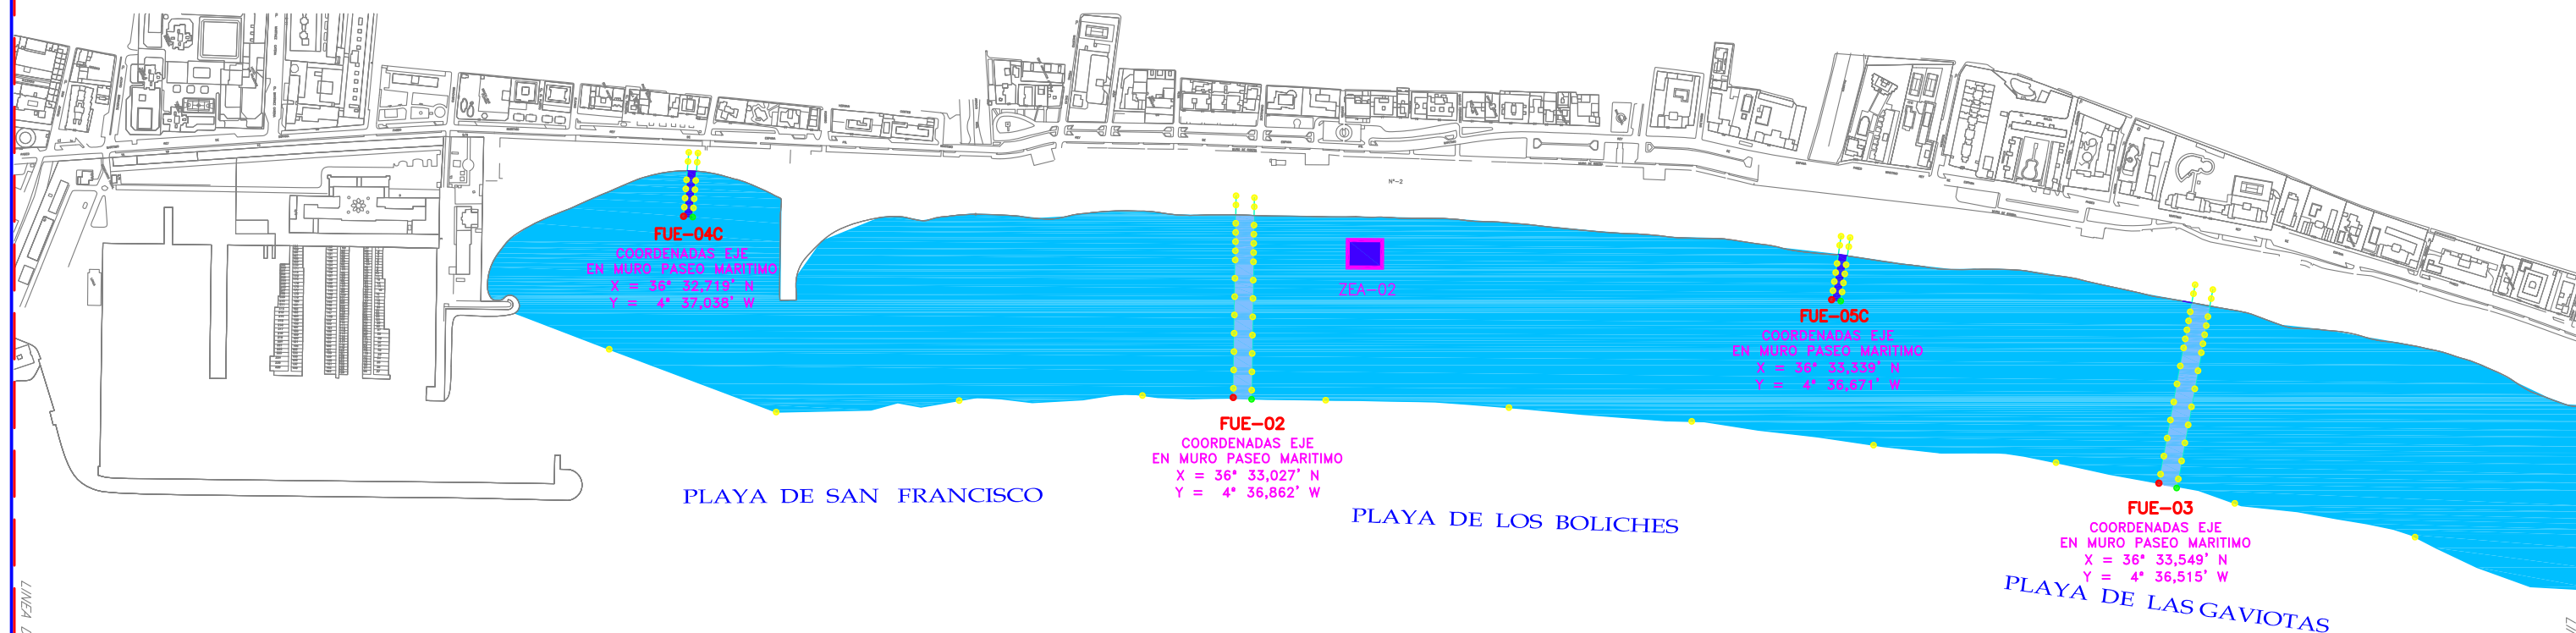 Nº-2
FUE-04C
COORDENADAS EJE
EN MURO PASEO MARITIMO
X = 36° 32,719' N
Y = 4° 37,038' W
ZEA-02
FUE-05C
COORDENADAS EJE
EN MURO PASEO MARITIMO
X = 36° 33,339' N
Y = 4° 36,671' W
FUE-02
COORDENADAS EJE
EN MURO PASEO MARITIMO
X = 36° 33,027' N
Y = 4° 36,862' W
FUE-03
COORDENADAS EJE
EN MURO PASEO MARITIMO
X = 36° 33,549' N
Y = 4° 36,515' W
PLAYA DE SAN FRANCISCO
PLAYA DE LOS BOLICHES
PLAYA DE LAS GAVIOTAS
LINEA